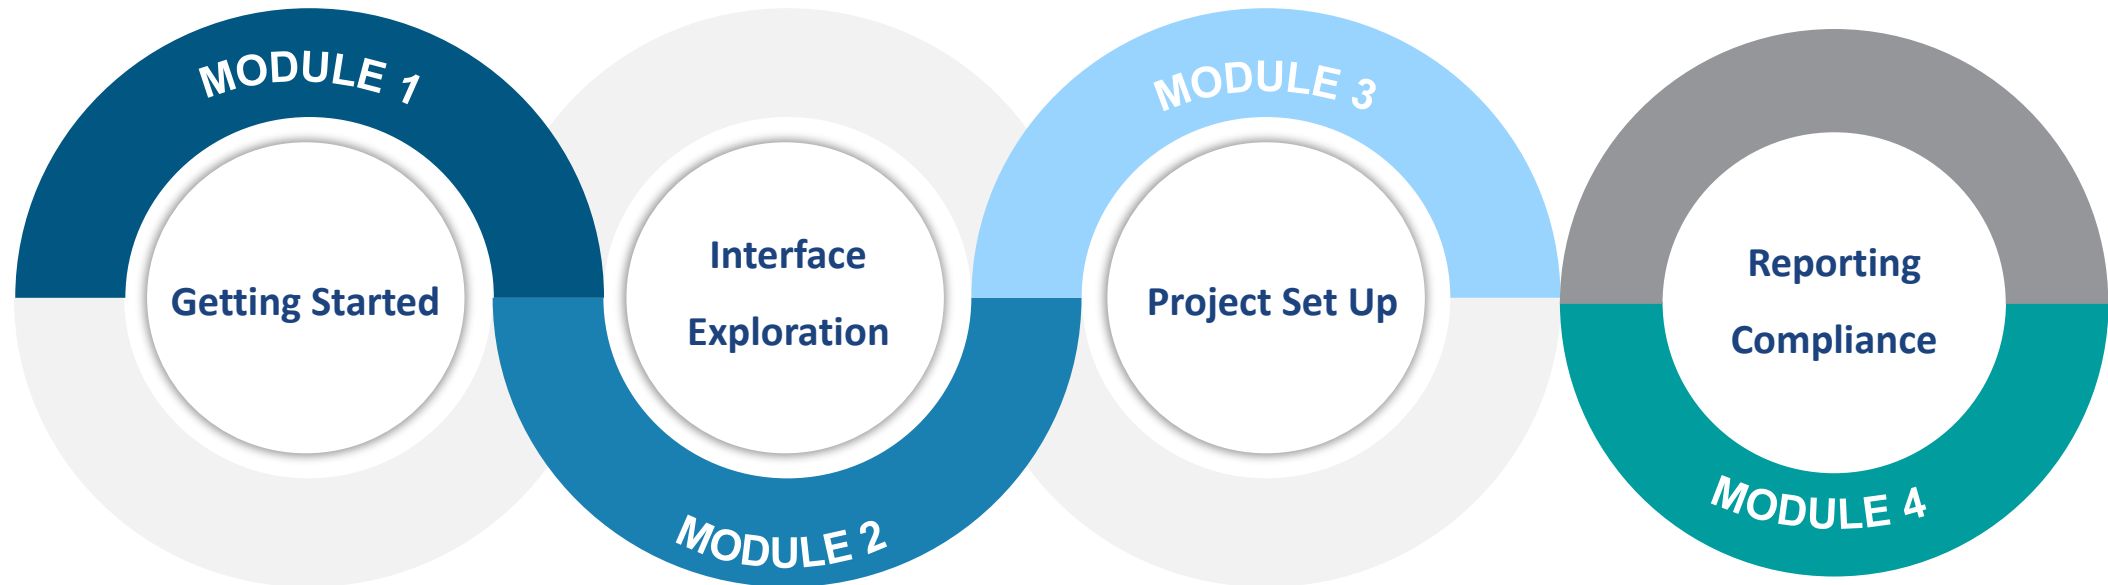 MODULE 1
Getting Started
Interface
Exploration
MODULE 2
MODULE 3
Project Set Up
Reporting
Compliance
MODULE 4